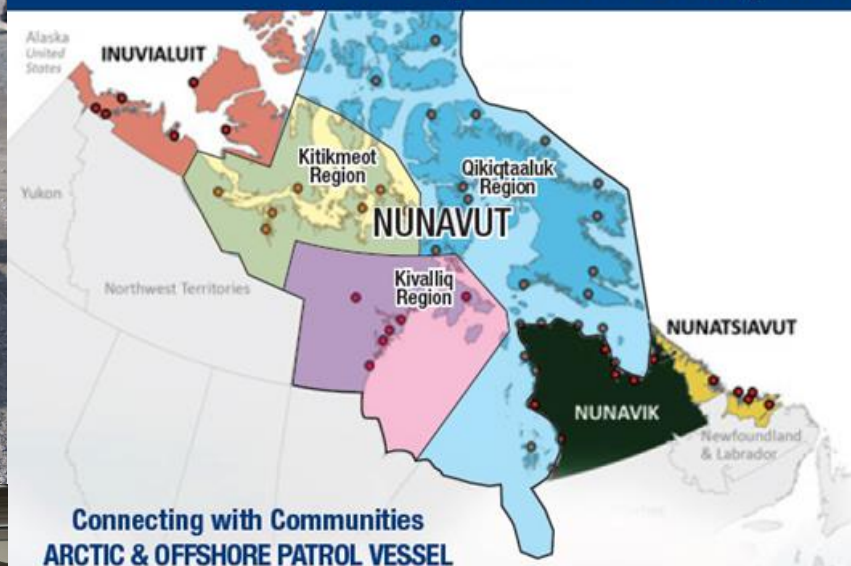 Alaska
United
States
INUVIALUIT
Kitikmeot
Region
Qikiqtaaluk
Region
Yukon
NUNAVUT
Northwest Territories
Kivalliq
Region
NUNATSIAVUT
NUNAVIK
Newfoundland
& Labrador
Connecting with Communities
ARCTIC & OFFSHORE PATROL VESSEL